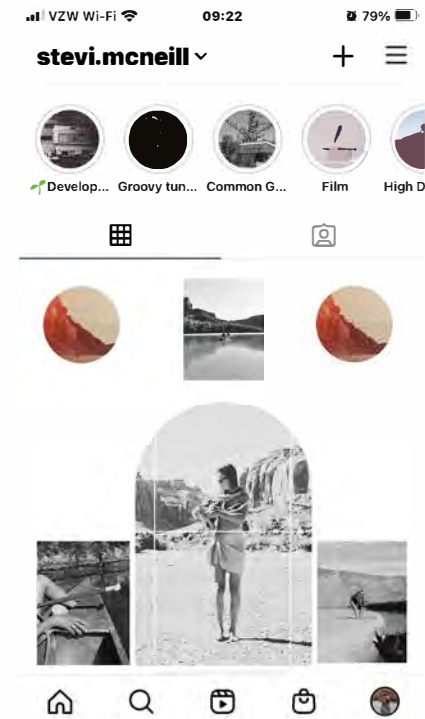 VZW Wi-Fi 09:22 79%
stevi.mcneill
🌱Develop... Groovy tun... Common G... Film High D